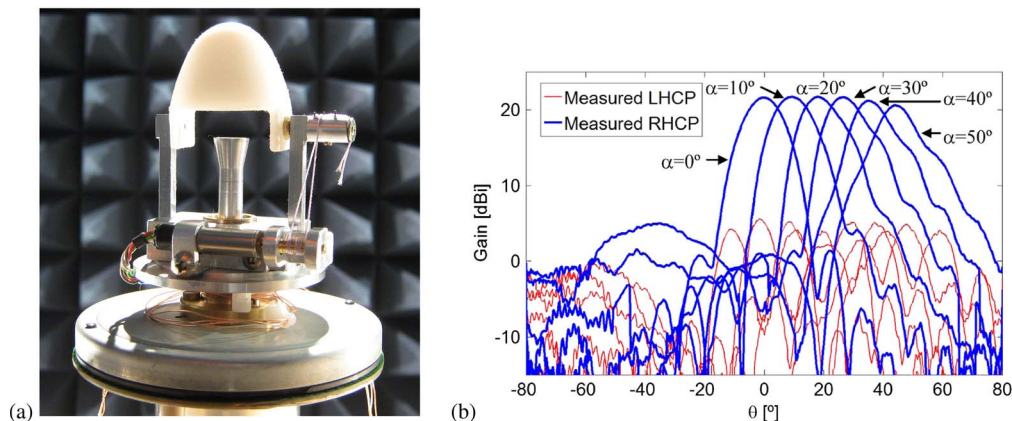 (a)
(b)
Measured LHCP
Measured RHCP
α=0º
α=10º
α=20º
α=30º
α=40º
α=50º
Gain [dBi]
20
10
0
-10
-80
-60
-40
-20
0
20
40
60
80
θ [º]